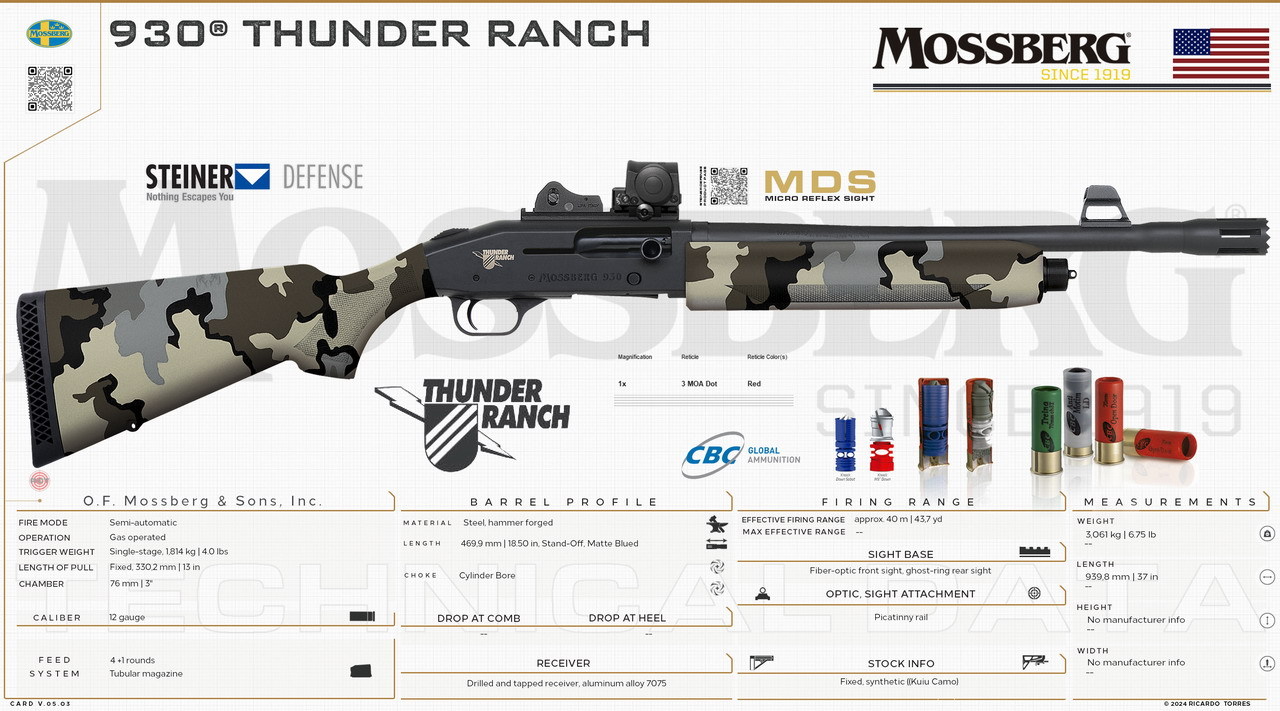 MOSSBERG
930® THUNDER RANCH
MOSSBERG®
SINCE 1919
STEINER DEFENSE
Nothing Escapes You
MDS
MICRO REFLEX SIGHT
MOSSBERG®
SINCE 1919
THUNDER
RANCH
MOSSBERG 930
Magnification Reticle Reticle Color(s)
1x 3 MOA Dot Red
THUNDER
RANCH
CBC GLOBAL
AMMUNITION
O.F. Mossberg & Sons, Inc.
FIRE MODE Semi-automatic
OPERATION Gas operated
TRIGGER WEIGHT Single-stage, 1,814 kg | 4.0 lbs
LENGTH OF PULL Fixed, 330,2 mm | 13 in
CHAMBER 76 mm | 3"
CALIBER 12 gauge
FEED
SYSTEM
4 +1 rounds
Tubular magazine
BARREL PROFILE
MATERIAL Steel, hammer forged
LENGTH 469,9 mm | 18.50 in, Stand-Off, Matte Blued
CHOKE Cylinder Bore
DROP AT COMB DROP AT HEEL
-- --
RECEIVER
Drilled and tapped receiver, aluminum alloy 7075
FIRING RANGE
EFFECTIVE FIRING RANGE approx. 40 m | 43,7 yd
MAX EFFECTIVE RANGE --
SIGHT BASE
Fiber-optic front sight, ghost-ring rear sight
OPTIC, SIGHT ATTACHMENT
Picatinny rail
STOCK INFO
Fixed, synthetic ((Kuiu Camo)
MEASUREMENTS
WEIGHT
3,061 kg | 6.75 lb
--
LENGTH
939,8 mm | 37 in
--
HEIGHT
No manufacturer info
--
WIDTH
No manufacturer info
--
TECHNICAL DATA
CARD V.05.03
© 2024 RICARDO TORRES